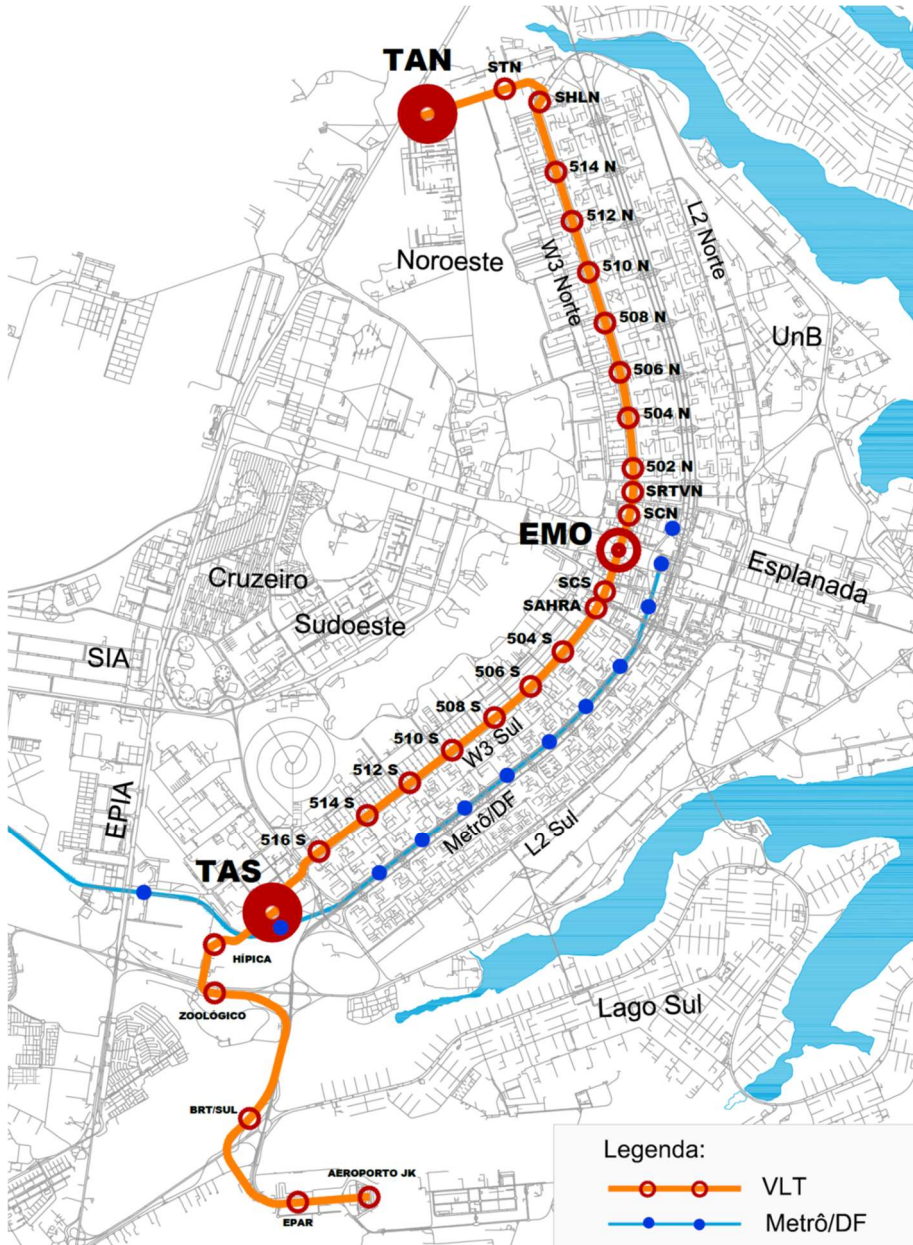 TAN
STN
SHLN
514 N
512 N
510 N
508 N
506 N
504 N
502 N
SRTVN
SCN
EMO
SCS
SAHRA
504 S
506 S
508 S
510 S
512 S
514 S
516 S
TAS
HÍPICA
ZOOLÓGICO
BRT/SUL
EPAR
AEROPORTO JK
Noroeste
W3 Norte
L2 Norte
UnB
Esplanada
Cruzeiro
Sudoeste
SIA
EPIA
W3 Sul
Metrô/DF
L2 Sul
Lago Sul
Legenda:
VLT
Metrô/DF